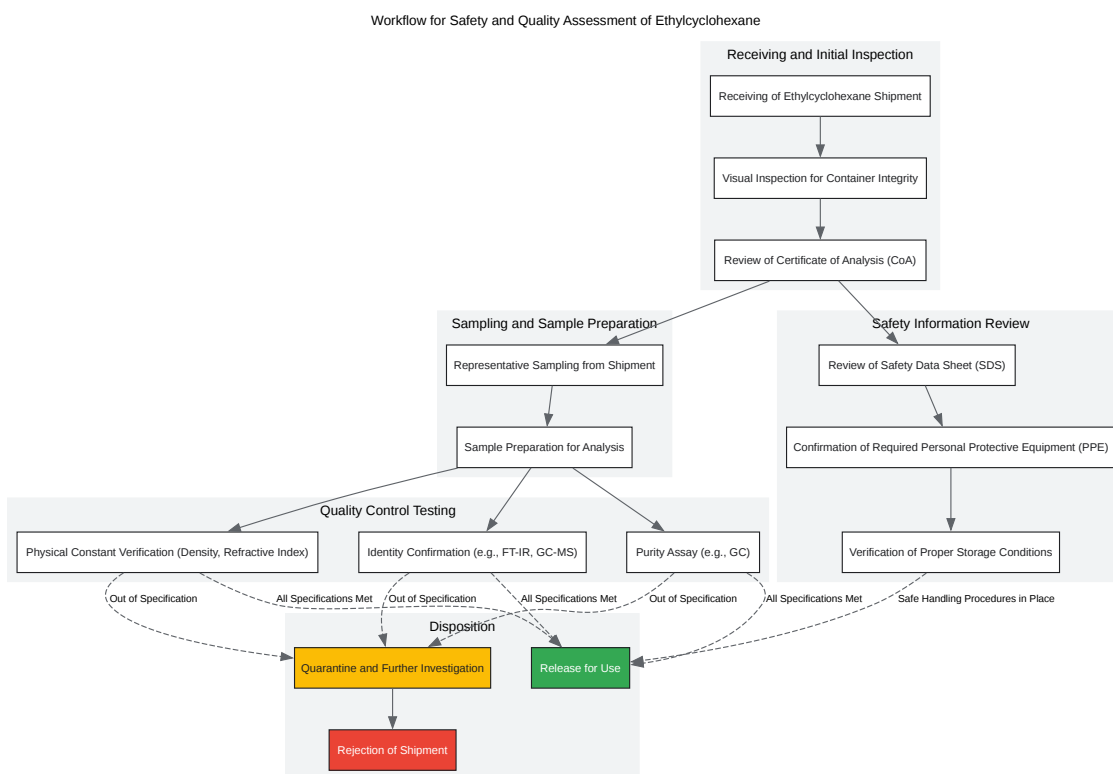 Workflow for Safety and Quality Assessment of Ethylcyclohexane
Receiving and Initial Inspection
Receiving of Ethylcyclohexane Shipment
Visual Inspection for Container Integrity
Review of Certificate of Analysis (CoA)
Sampling and Sample Preparation
Representative Sampling from Shipment
Sample Preparation for Analysis
Safety Information Review
Review of Safety Data Sheet (SDS)
Confirmation of Required Personal Protective Equipment (PPE)
Verification of Proper Storage Conditions
Quality Control Testing
Physical Constant Verification (Density, Refractive Index)
Identity Confirmation (e.g., FT-IR, GC-MS)
Purity Assay (e.g., GC)
Out of Specification
All Specifications Met
Out of Specification
All Specifications Met
Out of Specification
All Specifications Met
Safe Handling Procedures in Place
Disposition
Quarantine and Further Investigation
Release for Use
Rejection of Shipment